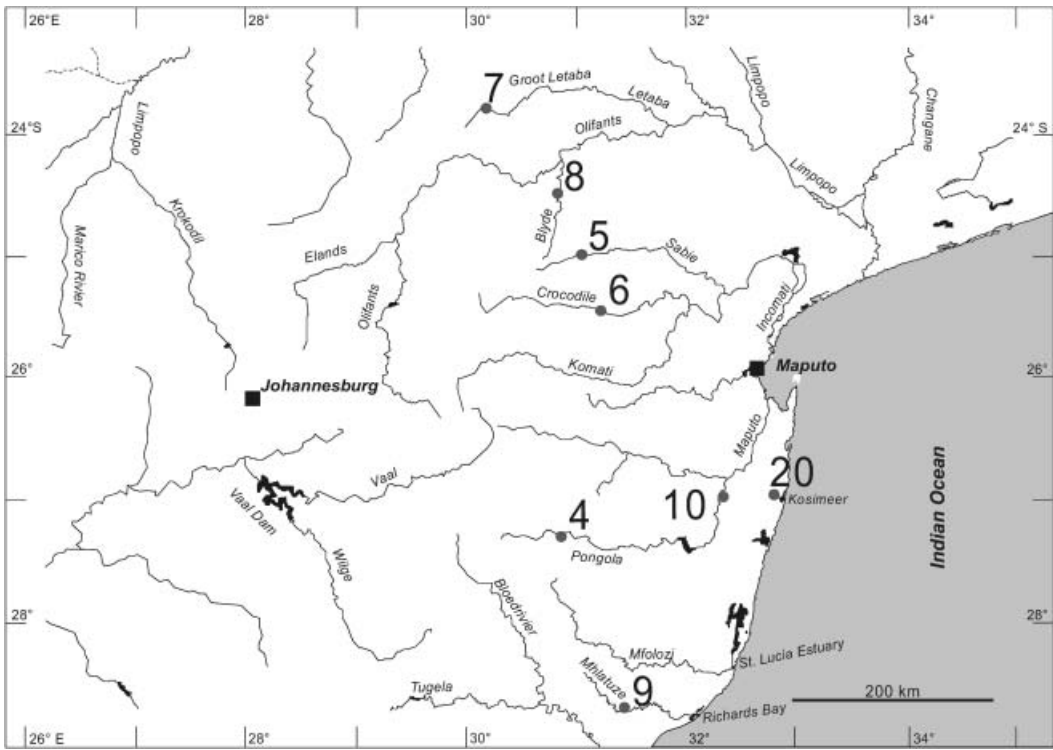 26°E
28°
30°
32°
34°
7
Groot Letaba
Letaba
Limpopo
Changane
Limpopo
24°S
24° S
Olifants
8
Limpopo
Krokodil
Marico Rivier
Blyde
5
Sabie
Elands
Olifants
Crocodile
6
Incomati
Komati
26°
26°
Johannesburg
Maputo
Maputo
Vaal
20
10
Kosimeer
Vaal Dam
4
Pongola
Indian Ocean
Wilge
Bloedrivier
28°
28°
Mfolozi
St. Lucia Estuary
Mhlatuze
9
Tugela
200 km
Richards Bay
26° E
28°
30°
32°
34°